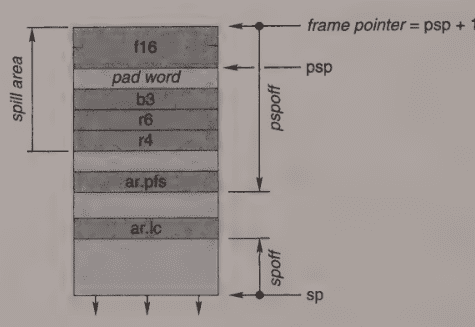 frame pointer = psp + 1
f16
psp
pad word
b3
r6
r4
ar.pfs
ar.lc
sp
spill area
pspoff
spoff